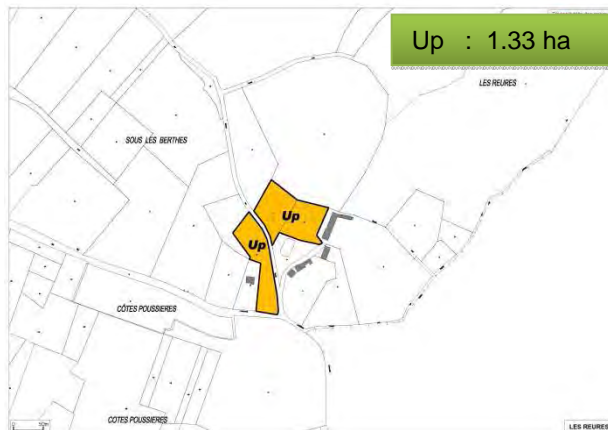 Up : 1.33 ha
LES REURES
SOUS LES BERTHES
Up
Up
CÔTES POUSSIERES
COTES POUSSIERES
LES REURES